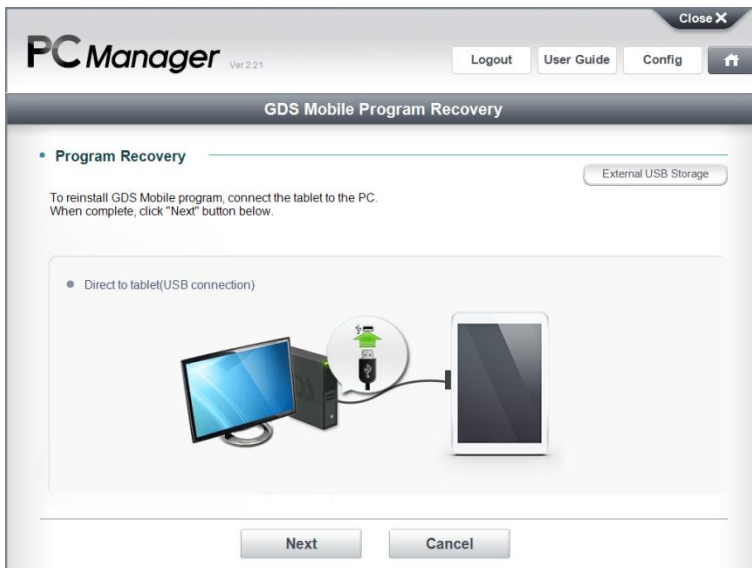 Close X
PC Manager Ver 2.21
Logout
User Guide
Config
GDS Mobile Program Recovery
Program Recovery
External USB Storage
To reinstall GDS Mobile program, connect the tablet to the PC.
When complete, click "Next" button below.
Direct to tablet(USB connection)
Next
Cancel